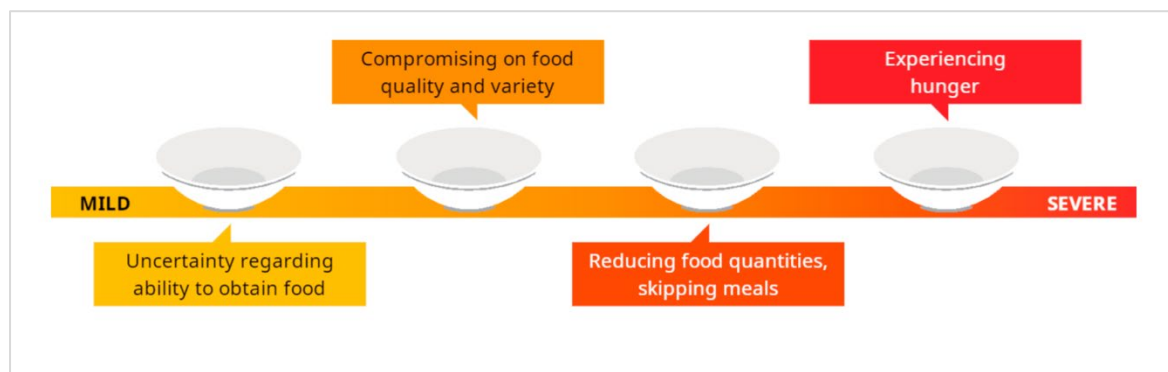 Compromising on food
quality and variety
Experiencing
hunger
MILD
SEVERE
Uncertainty regarding
ability to obtain food
Reducing food quantities,
skipping meals